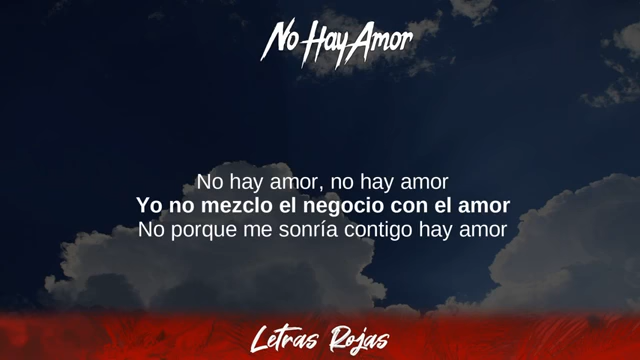 No Hay Amor
No hay amor, no hay amor
Yo no mezclo el negocio con el amor
No porque me sonría contigo hay amor
Letras Rojas